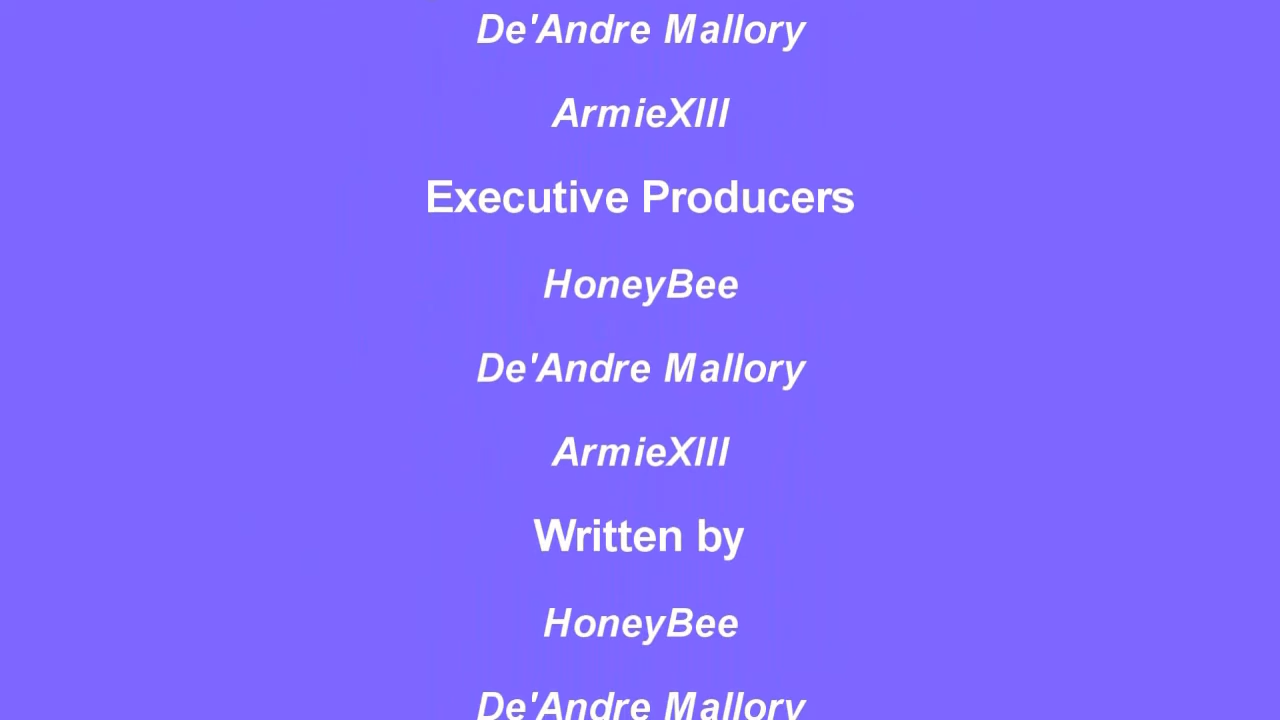 De'Andre Mallory
ArmieXIII
Executive Producers
HoneyBee
De'Andre Mallory
ArmieXIII
Written by
HoneyBee
De'Andre Mallory